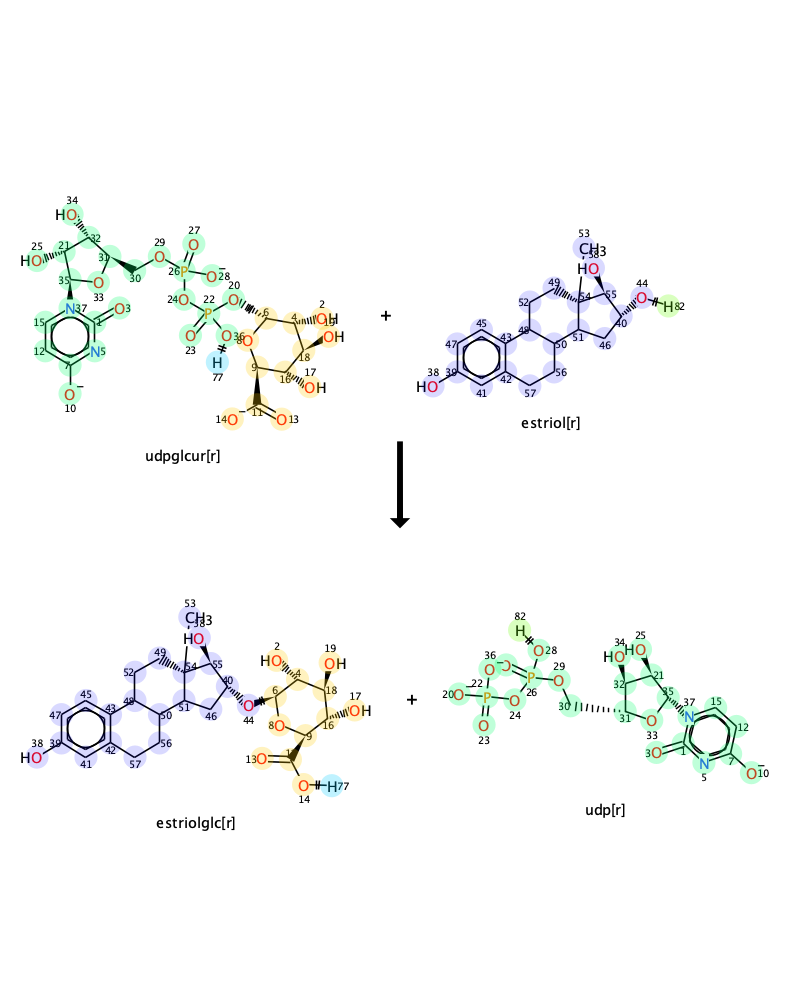 34
HO
32
25
HO
21
31
29
O
27
O
26
P
O
−
28
30
O
33
35
24
O
22
P
20
O
23
O
O
36
H
77
N
37
15
1
O
3
12
N
5
7
O
−
10
6
4
2
OH
8
O
19
OH
18
9
16
17
OH
11
14
O
−
O
13
udpglcur[r]
+
53
CH3
H
O
58
49
54
55
52
44
O
H
82
40
45
43
48
51
46
47
50
38
HO
39
42
56
41
57
estriol[r]
53
CH3
H
O
58
49
54
55
52
40
45
43
48
51
46
O
44
47
50
38
HO
39
42
56
41
57
2
HO
4
19
OH
6
18
17
OH
8
O
16
9
13
O
11
O
14
H
77
estriolglc[r]
+
82
H
O
28
36
O
−
O
27
29
O
P
26
20
O
−
22
P
O
24
O
23
30
34
HO
25
HO
32
21
35
31
O
33
37
N
15
12
3
O
1
N
5
7
O
−
10
udp[r]